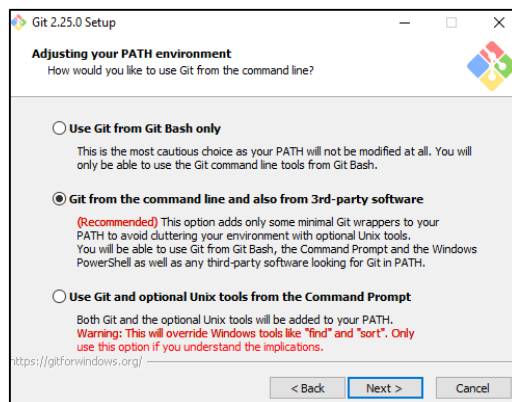 Git 2.25.0 Setup
Adjusting your PATH environment
How would you like to use Git from the command line?
Use Git from Git Bash only
This is the most cautious choice as your PATH will not be modified at all. You will
only be able to use the Git command line tools from Git Bash.
Git from the command line and also from 3rd-party software
(Recommended) This option adds only some minimal Git wrappers to your
PATH to avoid cluttering your environment with optional Unix tools.
You will be able to use Git from Git Bash, the Command Prompt and the Windows
PowerShell as well as any third-party software looking for Git in PATH.
Use Git and optional Unix tools from the Command Prompt
Both Git and the optional Unix tools will be added to your PATH.
Warning: This will override Windows tools like "find" and "sort". Only
use this option if you understand the implications.
https://gitforwindows.org/
< Back Next > Cancel